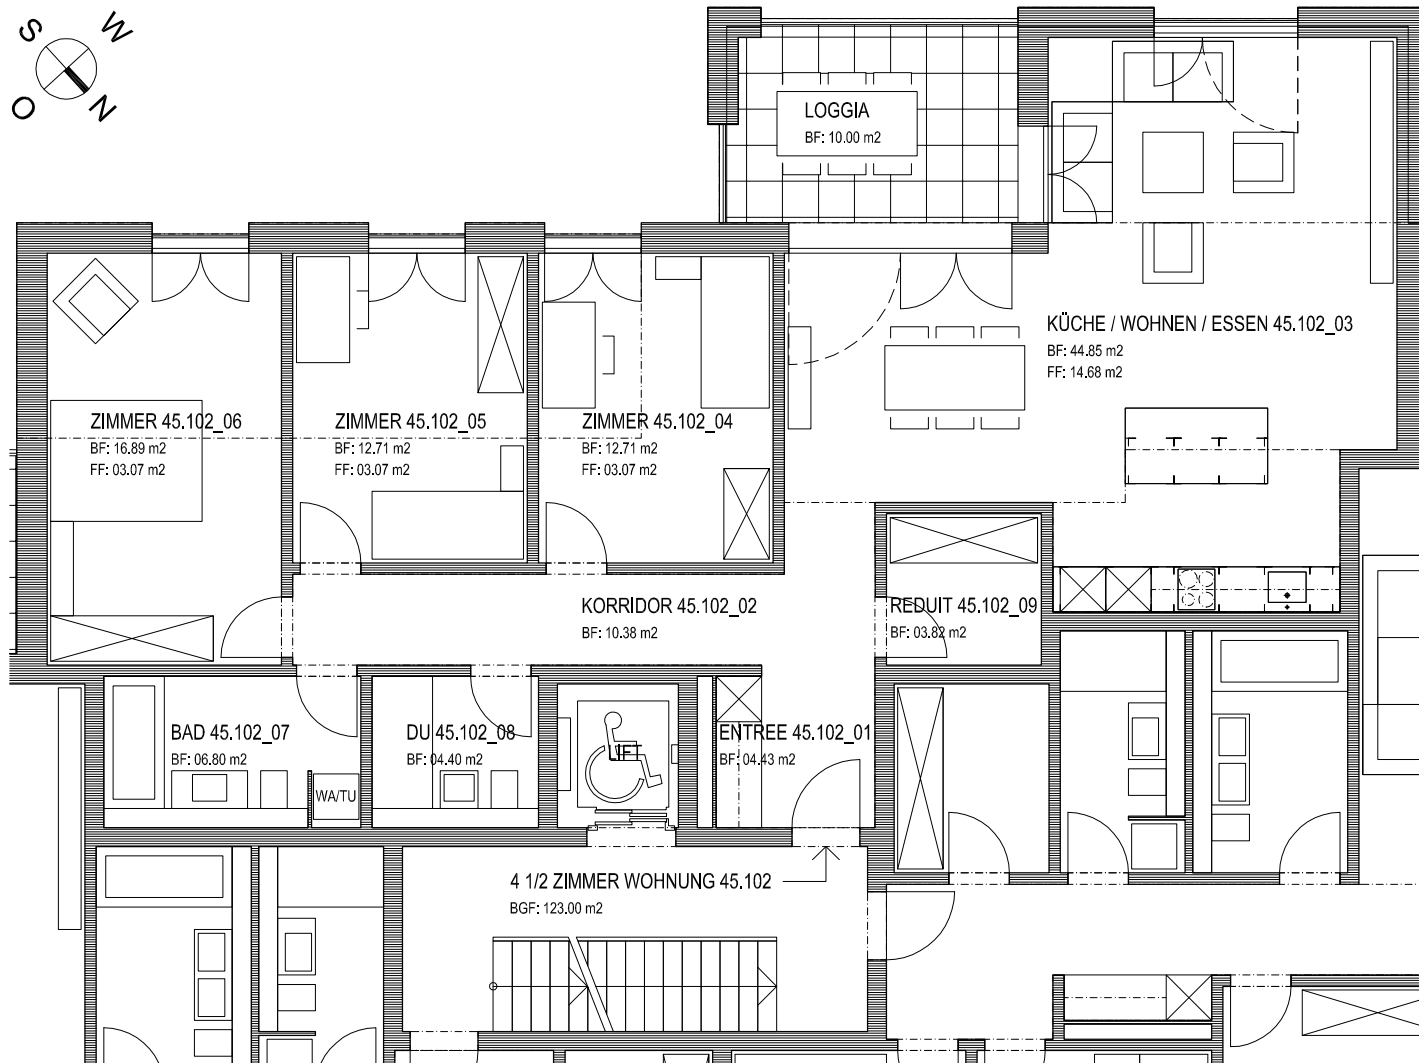 S
W
O
N
LOGGIA
BF: 10.00 m2
KÜCHE / WOHNEN / ESSEN 45.102_03
BF: 44.85 m2
FF: 14.68 m2
ZIMMER 45.102_06
BF: 16.89 m2
FF: 03.07 m2
ZIMMER 45.102_05
BF: 12.71 m2
FF: 03.07 m2
ZIMMER 45.102_04
BF: 12.71 m2
FF: 03.07 m2
KORRIDOR 45.102_02
BF: 10.38 m2
REDUIT 45.102_09
BF: 03.82 m2
BAD 45.102_07
BF: 06.80 m2
WA/TU
DU 45.102_08
BF: 04.40 m2
ENTREE 45.102_01
BF: 04.43 m2
4 1/2 ZIMMER WOHNUNG 45.102
BGF: 123.00 m2